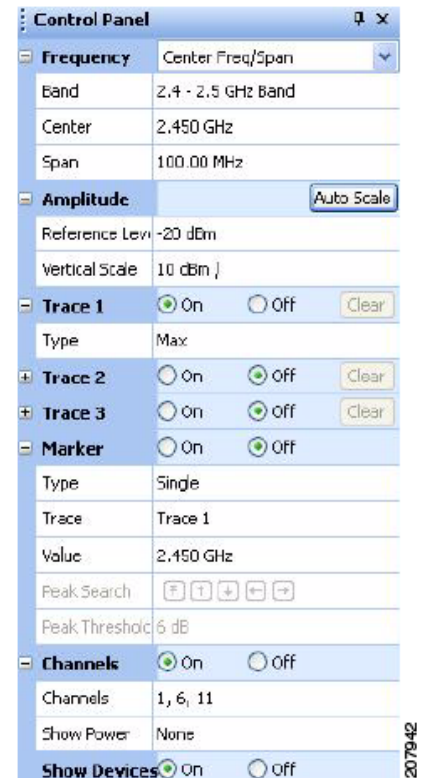 Control Panel
Frequency Center Freq/Span
Band 2.4 - 2.5 GHz Band
Center 2.450 GHz
Span 100.00 MHz
Amplitude Auto Scale
Reference Lev -20 dBm
Vertical Scale 10 dBm /
Trace 1 On Off Clear
Type Max
Trace 2 On Off Clear
Trace 3 On Off Clear
Marker On Off
Type Single
Trace Trace 1
Value 2.450 GHz
Peak Search
Peak Threshold 6 dB
Channels On Off
Channels 1, 6, 11
Show Power None
Show Devices On Off
207942